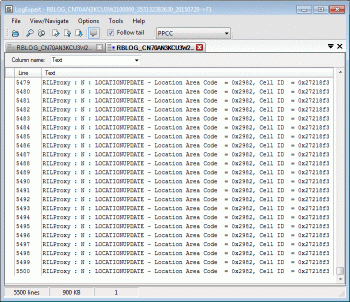 File View/Navigate Options Tools Help
Follow tail PPCC
Column name: Text
Line Text
5479 RILProxy : N : LOCATIONUPDATE - Location Area Code = 0x2982, Cell ID = 0x27218f3
5480 RILProxy : N : LOCATIONUPDATE - Location Area Code = 0x2982, Cell ID = 0x27218f3
5481 RILProxy : N : LOCATIONUPDATE - Location Area Code = 0x2982, Cell ID = 0x27218f3
5482 RILProxy : N : LOCATIONUPDATE - Location Area Code = 0x2982, Cell ID = 0x27218f3
5483 RILProxy : N : LOCATIONUPDATE - Location Area Code = 0x2982, Cell ID = 0x27218f3
5484 RILProxy : N : LOCATIONUPDATE - Location Area Code = 0x2982, Cell ID = 0x27218f3
5485 RILProxy : N : LOCATIONUPDATE - Location Area Code = 0x2982, Cell ID = 0x27218f3
5486 RILProxy : N : LOCATIONUPDATE - Location Area Code = 0x2982, Cell ID = 0x27218f3
5487 RILProxy : N : LOCATIONUPDATE - Location Area Code = 0x2982, Cell ID = 0x27218f3
5488 RILProxy : N : LOCATIONUPDATE - Location Area Code = 0x2982, Cell ID = 0x27218f3
5489 RILProxy : N : LOCATIONUPDATE - Location Area Code = 0x2982, Cell ID = 0x27218f3
5490 RILProxy : N : LOCATIONUPDATE - Location Area Code = 0x2982, Cell ID = 0x27218f3
5491 RILProxy : N : LOCATIONUPDATE - Location Area Code = 0x2982, Cell ID = 0x27218f3
5492 RILProxy : N : LOCATIONUPDATE - Location Area Code = 0x2982, Cell ID = 0x27218f3
5493 RILProxy : N : LOCATIONUPDATE - Location Area Code = 0x2982, Cell ID = 0x27218f3
5494 RILProxy : N : LOCATIONUPDATE - Location Area Code = 0x2982, Cell ID = 0x27218f3
5495 RILProxy : N : LOCATIONUPDATE - Location Area Code = 0x2982, Cell ID = 0x27218f3
5496 RILProxy : N : LOCATIONUPDATE - Location Area Code = 0x2982, Cell ID = 0x27218f3
5497 RILProxy : N : LOCATIONUPDATE - Location Area Code = 0x2982, Cell ID = 0x27218f3
5498 RILProxy : N : LOCATIONUPDATE - Location Area Code = 0x2982, Cell ID = 0x27218f3
5499 RILProxy : N : LOCATIONUPDATE - Location Area Code = 0x2982, Cell ID = 0x27218f3
5500 RILProxy : N : LOCATIONUPDATE - Location Area Code = 0x2982, Cell ID = 0x27218f3
5500 lines 900 KB 1